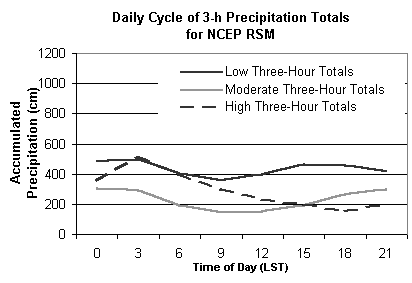 Daily Cycle of 3-h Precipitation Totals
for NCEP RSM
Accumulated
Precipitation (cm)
1200
1000
800
600
400
200
0
Low Three-Hour Totals
Moderate Three-Hour Totals
High Three-Hour Totals
0 3 6 9 12 15 18 21
Time of Day (LST)